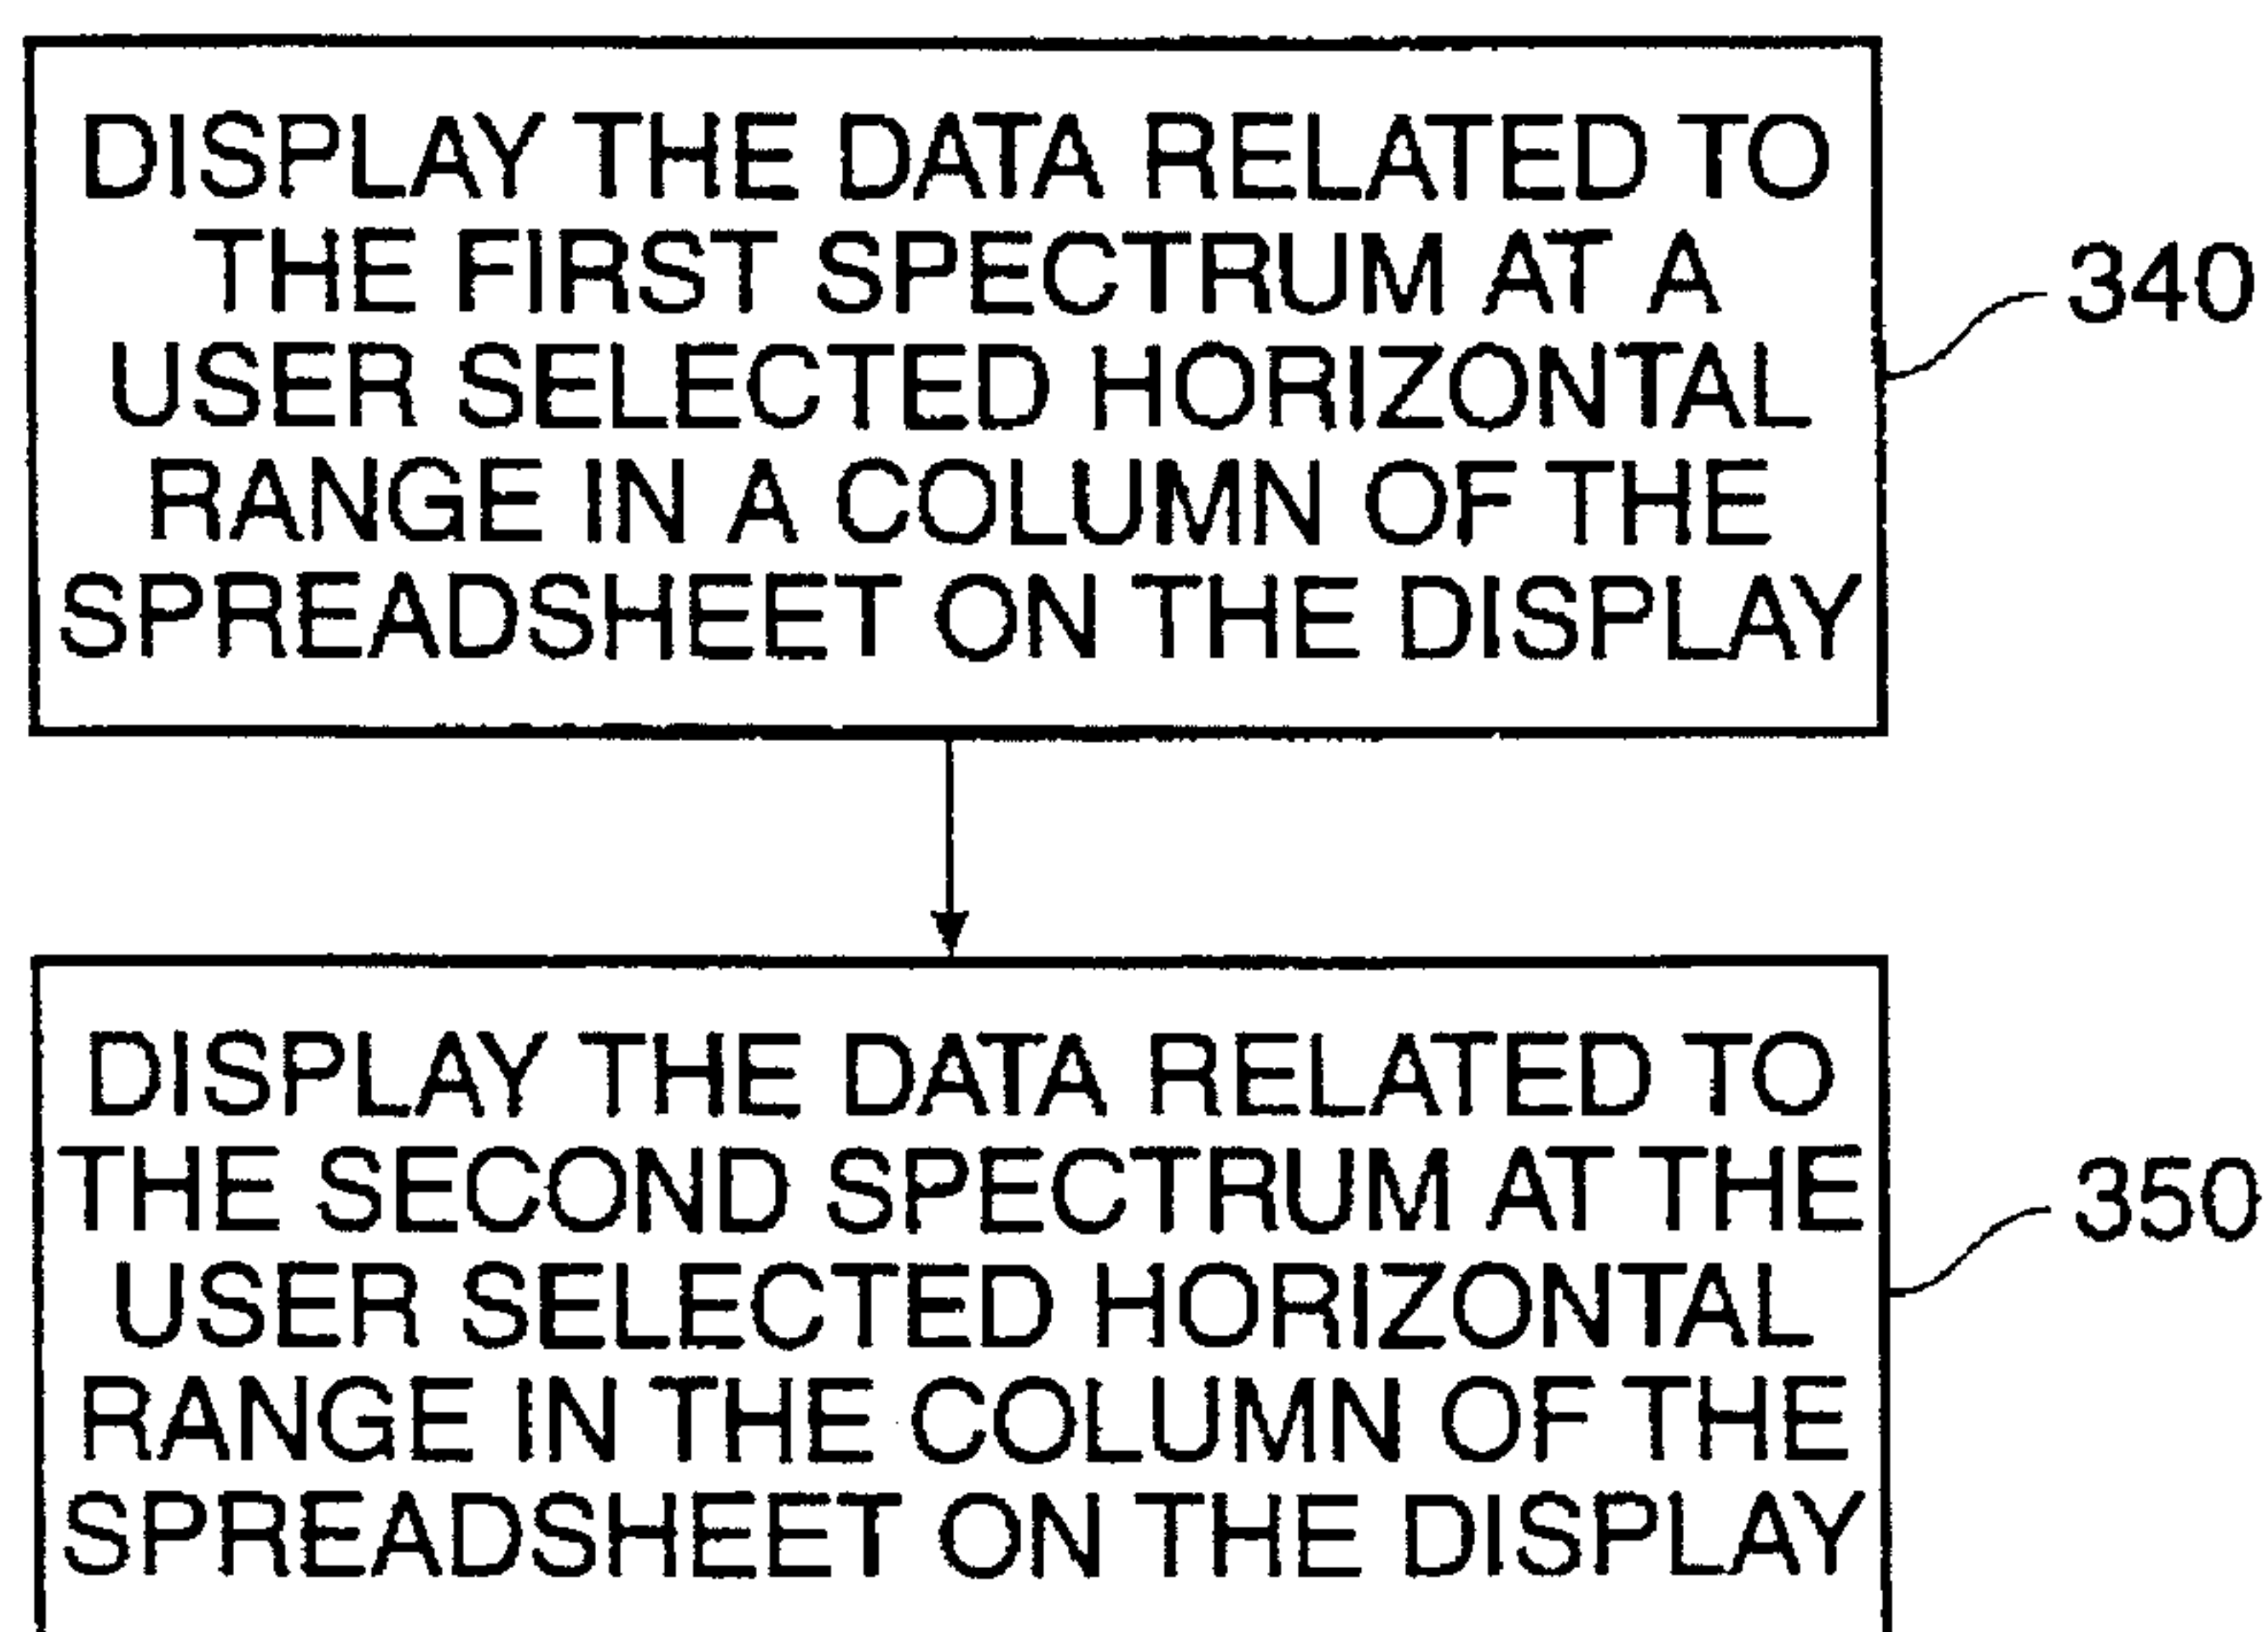 DISPLAY THE DATA RELATED TO
THE FIRST SPECTRUM AT A
USER SELECTED HORIZONTAL
RANGE IN A COLUMN OF THE
SPREADSHEET ON THE DISPLAY
340
DISPLAY THE DATA RELATED TO
THE SECOND SPECTRUM AT THE
USER SELECTED HORIZONTAL
RANGE IN THE COLUMN OF THE
SPREADSHEET ON THE DISPLAY
350